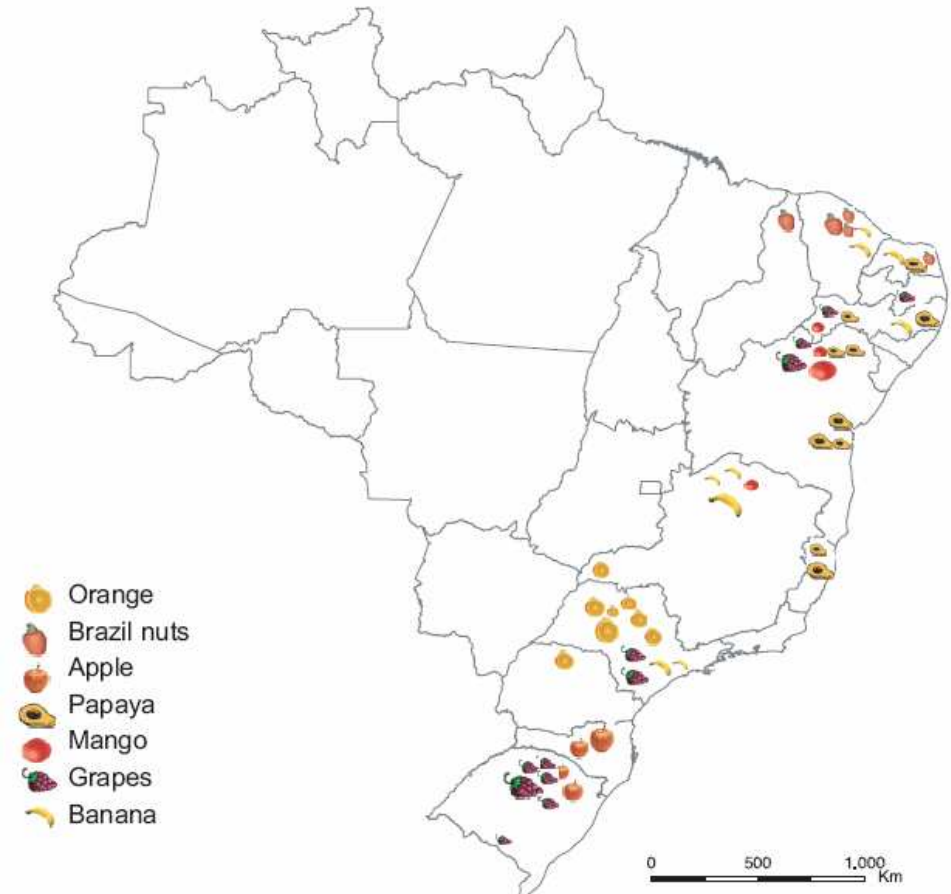 Orange
Brazil nuts
Apple
Papaya
Mango
Grapes
Banana
0 500 1.000
Km